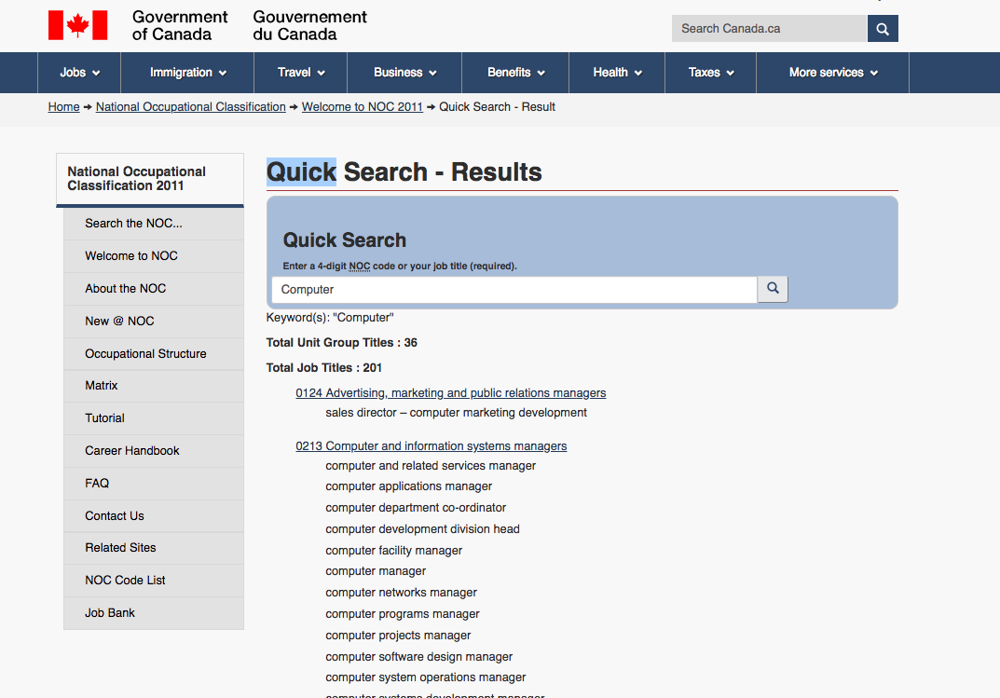 Government of Canada
Gouvernement du Canada
Search Canada.ca
Jobs Immigration Travel Business Benefits Health Taxes More services
Home ➔ National Occupational Classification ➔ Welcome to NOC 2011 ➔ Quick Search - Result
National Occupational
Classification 2011
Search the NOC...
Welcome to NOC
About the NOC
New @ NOC
Occupational Structure
Matrix
Tutorial
Career Handbook
FAQ
Contact Us
Related Sites
NOC Code List
Job Bank
Quick Search - Results
Quick Search
Enter a 4-digit NOC code or your job title (required).
Computer
Keyword(s): "Computer"
Total Unit Group Titles : 36
Total Job Titles : 201
0124 Advertising, marketing and public relations managers
sales director – computer marketing development
0213 Computer and information systems managers
computer and related services manager
computer applications manager
computer department co-ordinator
computer development division head
computer facility manager
computer manager
computer networks manager
computer programs manager
computer projects manager
computer software design manager
computer system operations manager
computer systems development manager